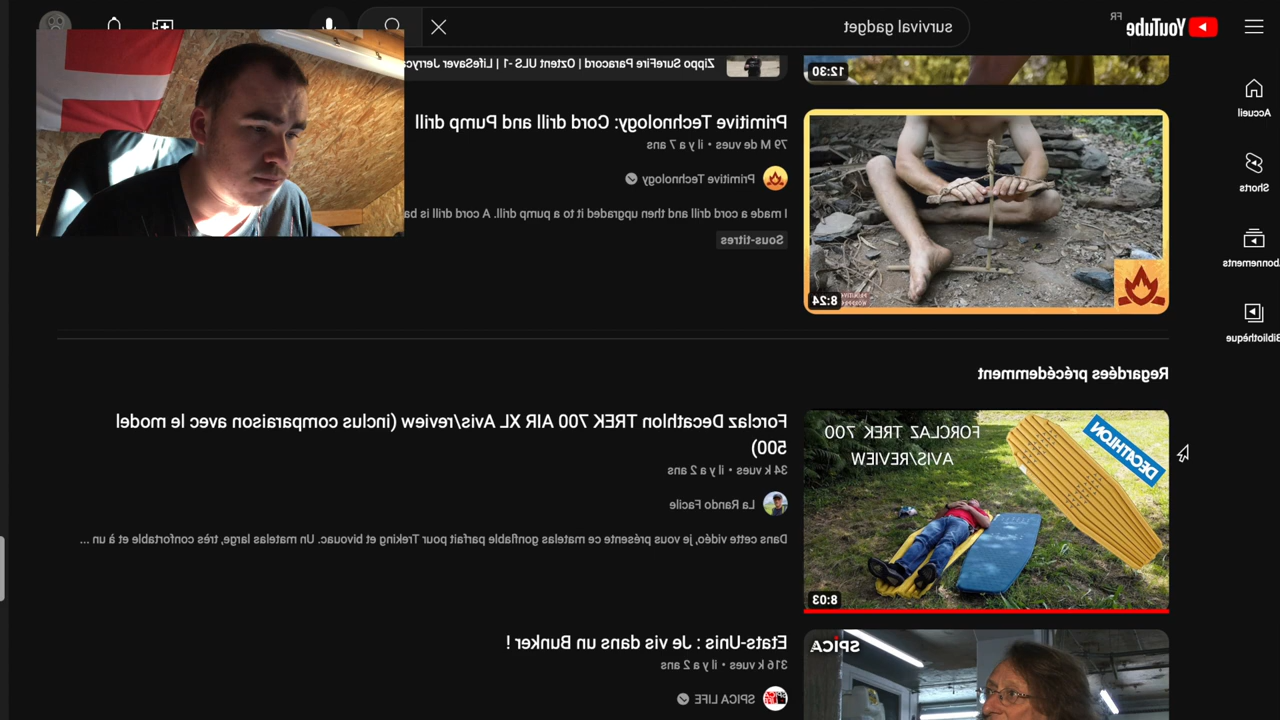 YouTube FR
survival gadget
Accueil
Shorts
Bibliothèque
12:30
Zippo SureFire Paracord | Oztent ULS -1 | LifeSaver
Primitive Technology: Cord drill and Pump drill
79 M de vues • il y a 7 ans
Primitive Technology
I made a cord drill and then upgraded it to a pump drill. A cord drill is
Sous-titres
8:24
Regardées précédemment
DECATHLON
FORCLAZ TREK 700
AVIS/REVIEW
8:03
Forclaz Decathlon TREK 700 AIR XL Avis/review (inclus comparaison avec le model
500)
34 k vues • il y a 2 ans
La Rando Facile
Dans cette vidéo, je vous présente ce matelas gonflable parfait pour Treking et bivouac. Un matelas large, très confortable et à un ...
SPICA
Etats-Unis : Je vis dans un Bunker !
316 k vues • il y a 2 ans
SPICA LIFE